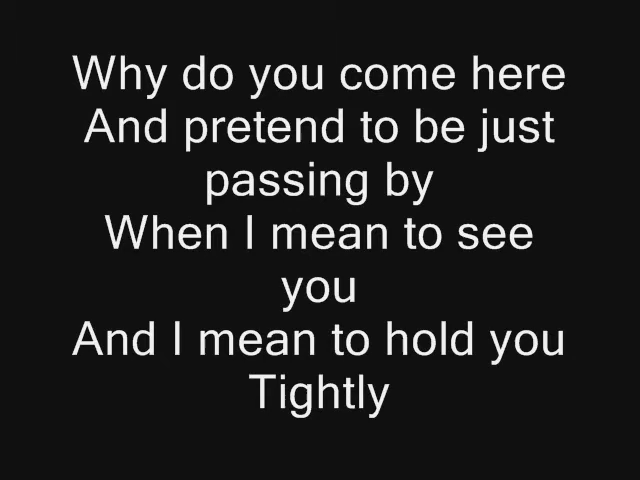 Why do you come here
And pretend to be just
passing by
When I mean to see
you
And I mean to hold you
Tightly